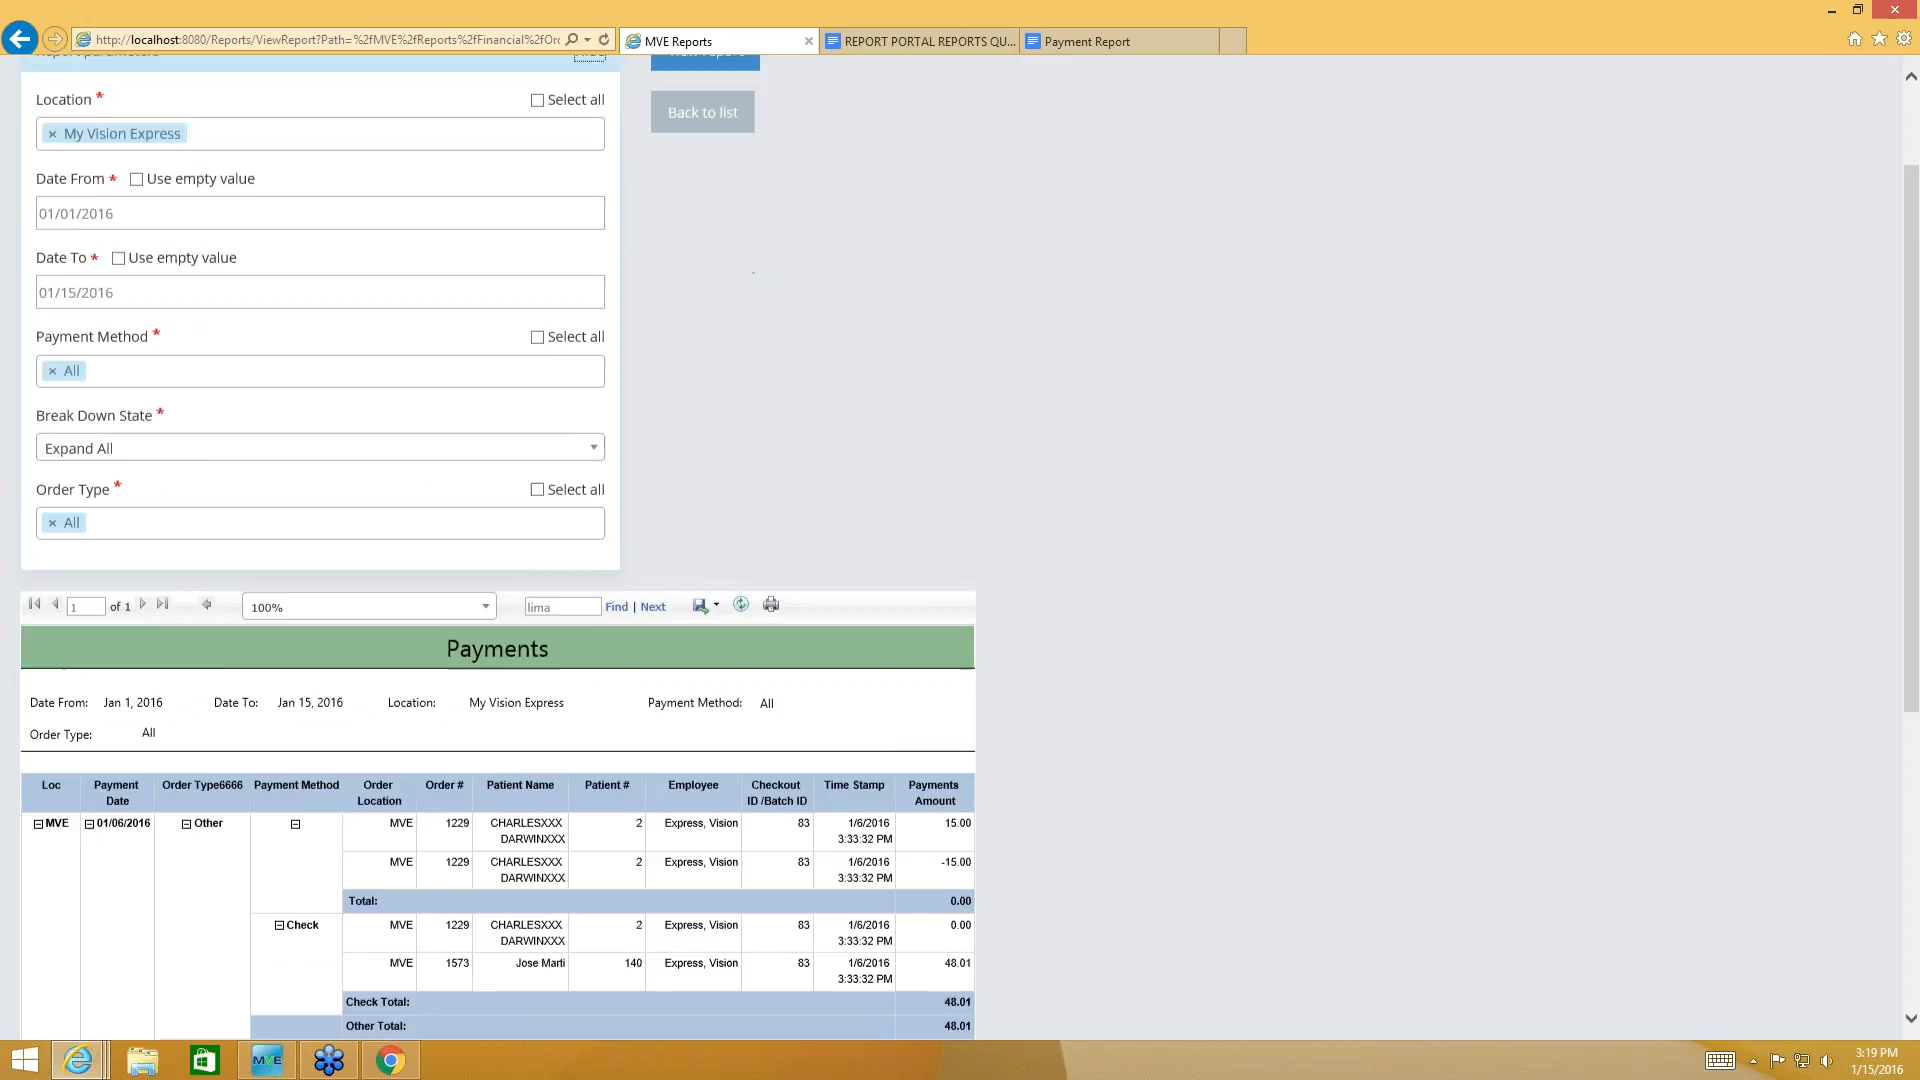 http://localhost:8080/Reports/ViewReport?Path=%2fMVE%2fReports%2fFinancial%2fOr
MVE Reports
REPORT PORTAL REPORTS QU...
Payment Report
Location *
Select all
× My Vision Express
Back to list
Date From * Use empty value
01/01/2016
Date To * Use empty value
01/15/2016
Payment Method *
Select all
× All
Break Down State *
Expand All
Order Type *
Select all
× All
1 of 1
100%
lima
Find | Next
Payments
Date From: Jan 1, 2016 Date To: Jan 15, 2016 Location: My Vision Express Payment Method: All
Order Type: All
Loc Payment Date Order Type6666 Payment Method Order Location Order # Patient Name Patient # Employee Checkout ID /Batch ID Time Stamp Payments Amount
MVE 01/06/2016 Other MVE 1229 CHARLESXXX DARWINXXX 2 Express, Vision 83 1/6/2016 3:33:32 PM 15.00
MVE 1229 CHARLESXXX DARWINXXX 2 Express, Vision 83 1/6/2016 3:33:32 PM -15.00
Total: 0.00
Check MVE 1229 CHARLESXXX DARWINXXX 2 Express, Vision 83 1/6/2016 3:33:32 PM 0.00
MVE 1573 Jose Marti 140 Express, Vision 83 1/6/2016 3:33:32 PM 48.01
Check Total: 48.01
Other Total: 48.01
MVE
3:19 PM
1/15/2016